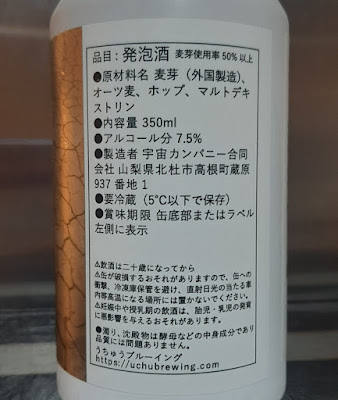 品目：発泡酒 麦芽使用率50%以上
●原材料名 麦芽（外国製造）、
オーツ麦、ホップ、マルトデキ
ストリン
●内容量 350ml
●アルコール分 7.5%
●製造者 宇宙カンパニー合同
会社 山梨県北杜市高根町蔵原
937 番地 1
●要冷蔵（5°C以下で保存）
●賞味期限 缶底部またはラベル
左側に表示
⚠飲酒は二十歳になってから
⚠缶が破損するおそれがありますので、缶への
衝撃、冷凍庫保管を避け、直射日光の当たる車
内等高温になる場所には置かないでください。
⚠妊娠中や授乳期の飲酒は、胎児・乳児の発育
に悪影響を与えるおそれがあります。
●濁り、沈殿物は酵母などの中身成分であり
品質には問題ありません。
うちゅうブルーイング
https://uchubrewing.com